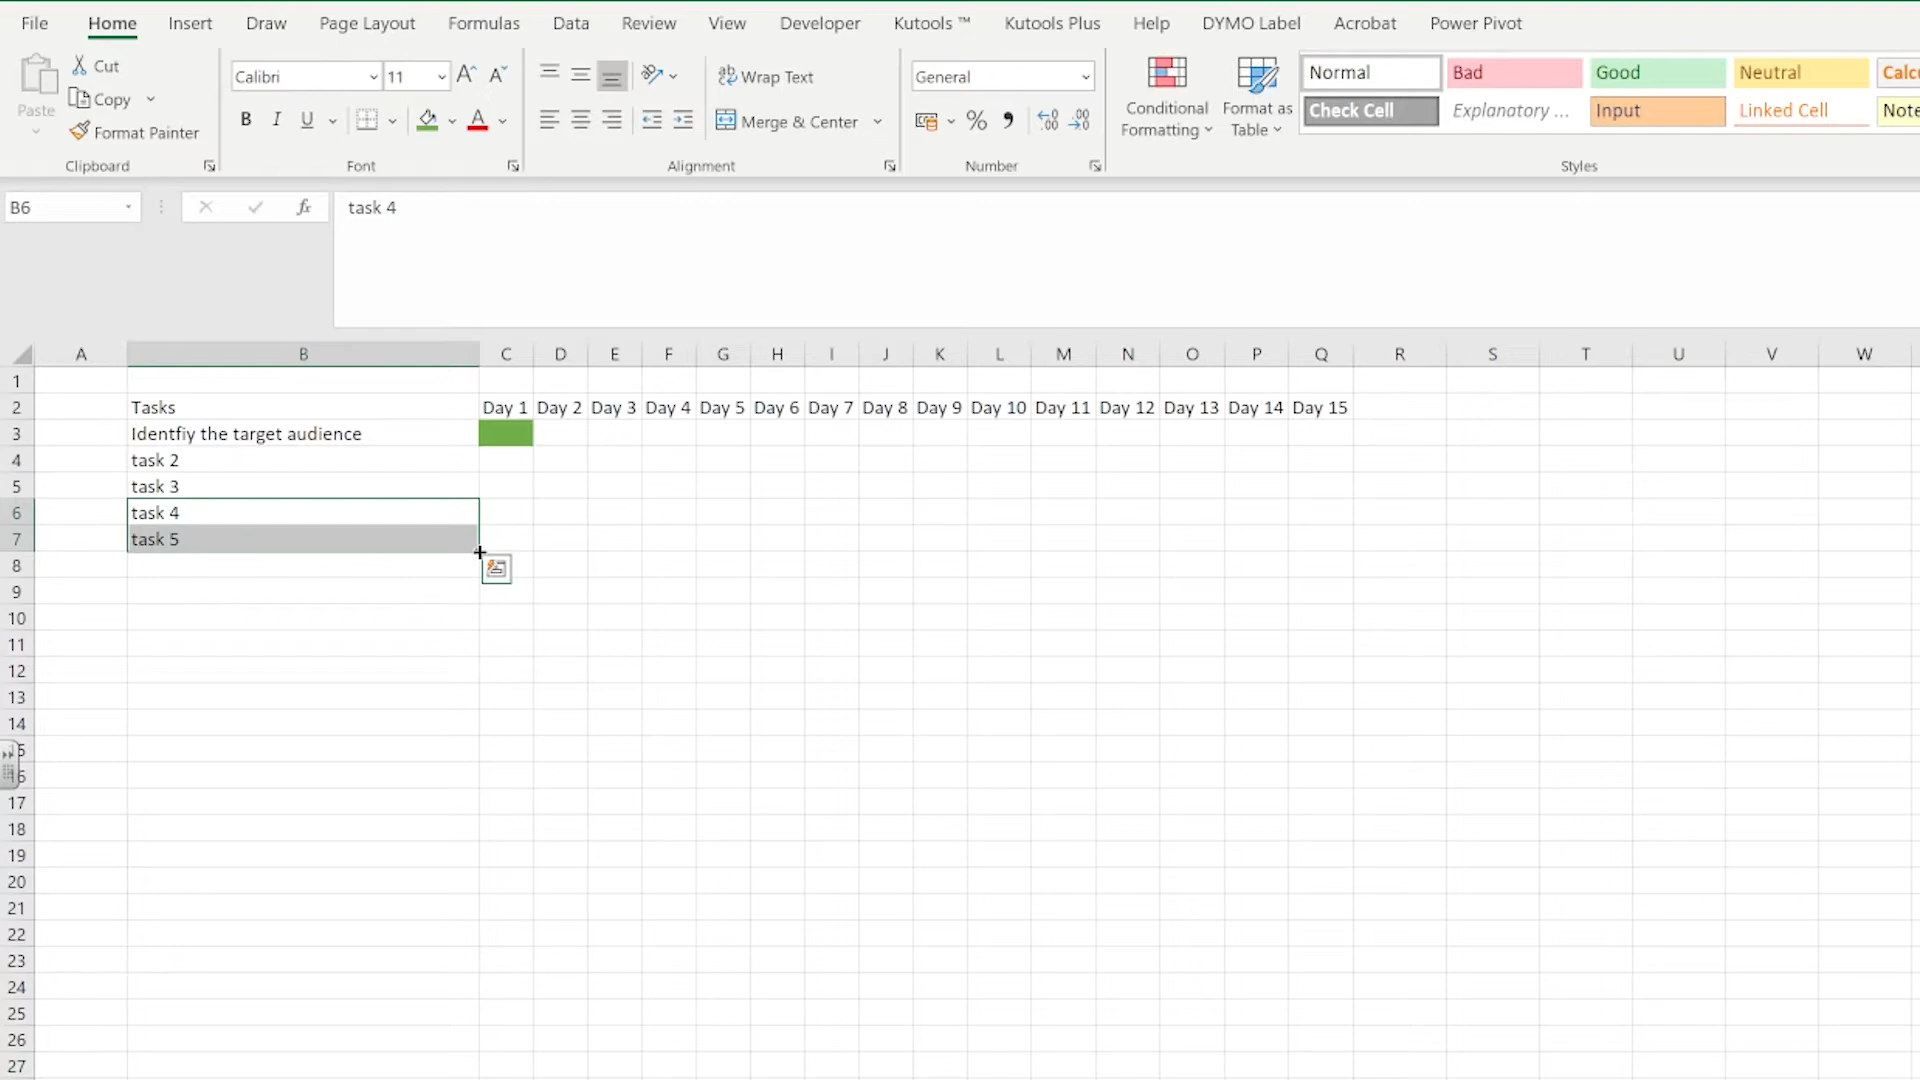 File Home Insert Draw Page Layout Formulas Data Review View Developer Kutools ™ Kutools Plus Help DYMO Label Acrobat Power Pivot
Paste
Cut
Copy
Format Painter
Clipboard
Calibri 11
B I U
Font
Wrap Text
Merge & Center
Alignment
General
Number
Conditional Formatting
Format as Table
Normal Bad Good Neutral
Check Cell Explanatory ... Input Linked Cell
Styles
B6 fx task 4
A B C D E F G H I J K L M N O P Q R S T U V W
1
2 Tasks Day 1 Day 2 Day 3 Day 4 Day 5 Day 6 Day 7 Day 8 Day 9 Day 10 Day 11 Day 12 Day 13 Day 14 Day 15
3 Identfiy the target audience
4 task 2
5 task 3
6 task 4
7 task 5
8
9
10
11
12
13
14
17
18
19
20
21
22
23
24
25
26
27